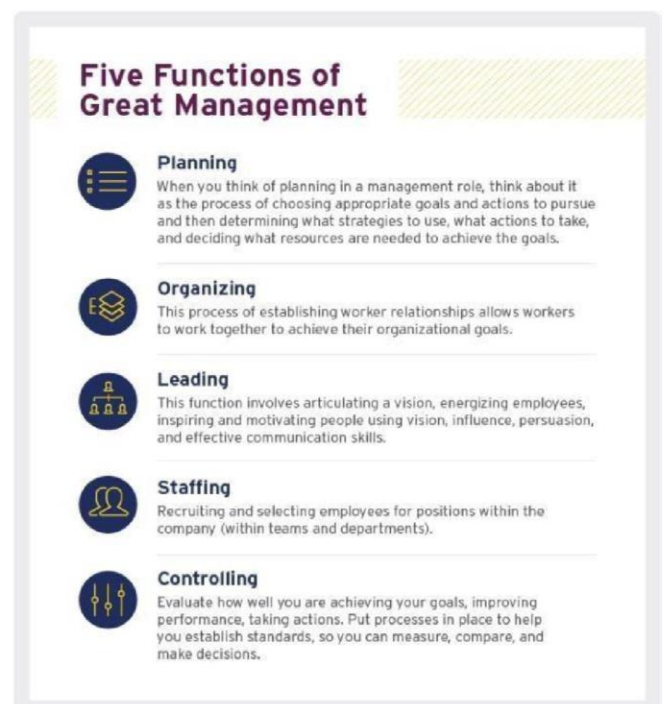 Five Functions of
Great Management
Planning
When you think of planning in a management role, think about it
as the process of choosing appropriate goals and actions to pursue
and then determining what strategies to use, what actions to take,
and deciding what resources are needed to achieve the goals.
Organizing
This process of establishing worker relationships allows workers
to work together to achieve their organizational goals.
Leading
This function involves articulating a vision, energizing employees,
inspiring and motivating people using vision, influence, persuasion,
and effective communication skills.
Staffing
Recruiting and selecting employees for positions within the
company (within teams and departments).
Controlling
Evaluate how well you are achieving your goals, improving
performance, taking actions. Put processes in place to help
you establish standards, so you can measure, compare, and
make decisions.